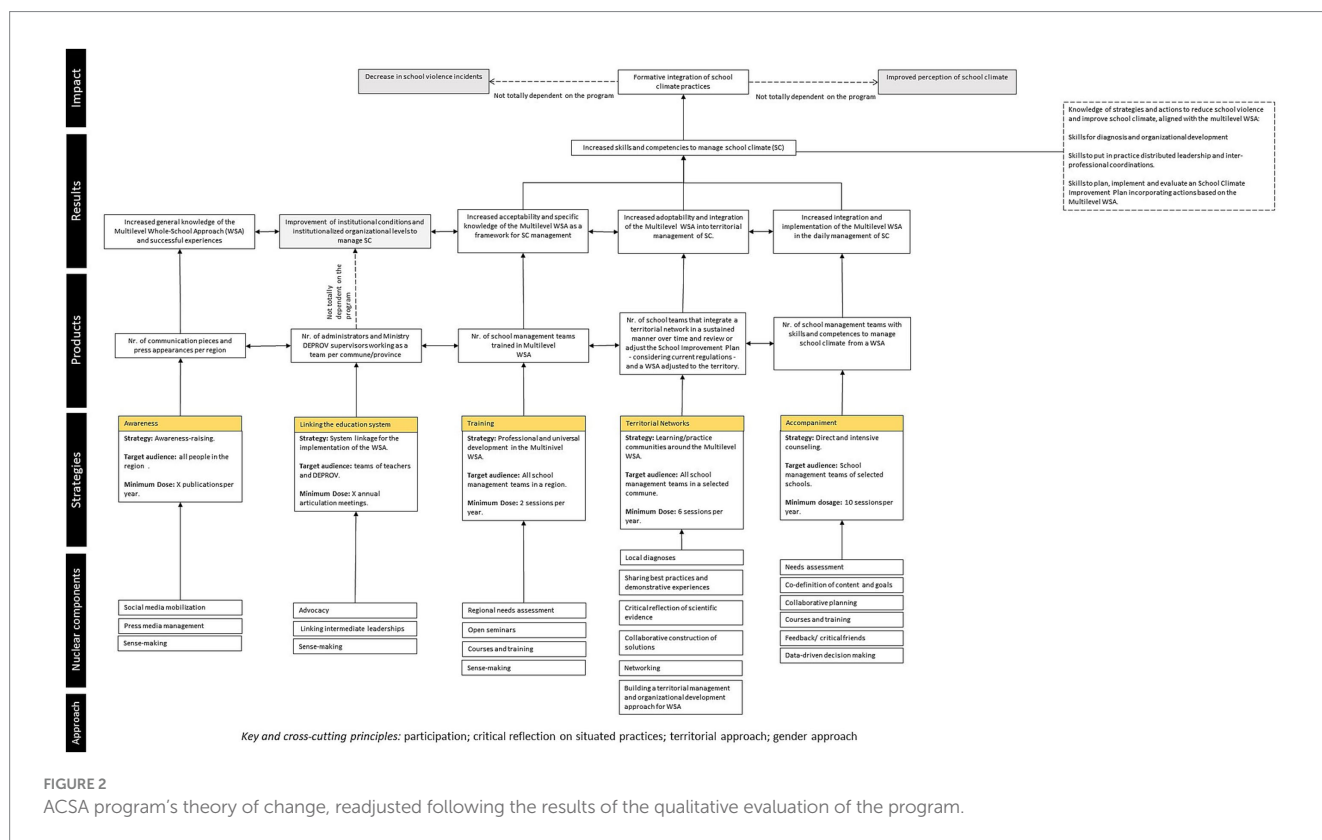 Impact
Decrease in school violence incidents
Formative integration of school
climate practices
Improved perception of school climate
Not totally dependent on the program
Not totally dependent on the program
Results
Increased skills and competencies to manage school climate (SC)
Knowledge of strategies and actions to reduce school violence
and improve school climate, aligned with the multilevel WSA:
Skills for diagnosis and organizational development
Skills to put in practice distributed leadership and inter-
professional coordinations.
Skills to plan, implement and evaluate an School Climate
Improvement Plan incorporating actions based on the
Multilevel WSA.
Increased general knowledge of the
Multilevel Whole-School Approach (WSA)
and successful experiences
Improvement of institutional conditions and
institutionalized organizational levels to
manage SC
Increased acceptability and specific
knowledge of the Multilevel WSA as a
framework for SC management
Increased adoptability and integration
of the Multilevel WSA into territorial
management of SC.
Increased integration and
implementation of the Multilevel WSA
in the daily management of SC
Not totally
dependent on the
program
Products
Nr. of communication pieces and
press appearances per region
Nr. of administrators and Ministry
DEPROV supervisors working as a
team per commune/province
Nr. of school management teams
trained in Multilevel
WSA
Nr. of school teams that integrate a
territorial network in a sustained
manner over time and review or
adjust the School Improvement Plan
- considering current regulations -
and a WSA adjusted to the territory.
Nr. of school management teams with
skills and competences to manage
school climate from a WSA
Strategies
Awareness
Strategy: Awareness-raising.
Target audience: all people in the
region .
Minimum Dose: X publications per
year.
Linking the education system
Strategy: System linkage for the
implementation of the WSA.
Target audience: teams of teachers
and DEPROV.
Minimum Dose: X annual
articulation meetings.
Training
Strategy: Professional and universal
development in the Multinivel WSA.
Target audience: All school
management teams in a region.
Minimum Dose: 2 sessions per year.
Territorial Networks
Strategy: Learning/practice
communities around the Multilevel
WSA.
Target audience: All school
management teams in a selected
commune.
Minimum Dose: 6 sessions per
year.
Accompaniment
Strategy: Direct and intensive
counseling.
Target audience: School
management teams of selected
schools.
Minimum dosage: 10 sessions per
year.
Nuclear components
Social media mobilization
Press media management
Sense-making
Advocacy
Linking intermediate leaderships
Sense-making
Regional needs assessment
Open seminars
Courses and training
Sense-making
Local diagnoses
Sharing best practices and
demonstrative experiences
Critical reflection of scientific
evidence
Collaborative construction of
solutions
Networking
Building a territorial management
and organizational development
approach for WSA
Needs assessment
Co-definition of content and goals
Collaborative planning
Courses and training
Feedback/ critical friends
Data-driven decision making
Approach
Key and cross-cutting principles: participation; critical reflection on situated practices; territorial approach; gender approach
FIGURE 2
ACSA program's theory of change, readjusted following the results of the qualitative evaluation of the program.